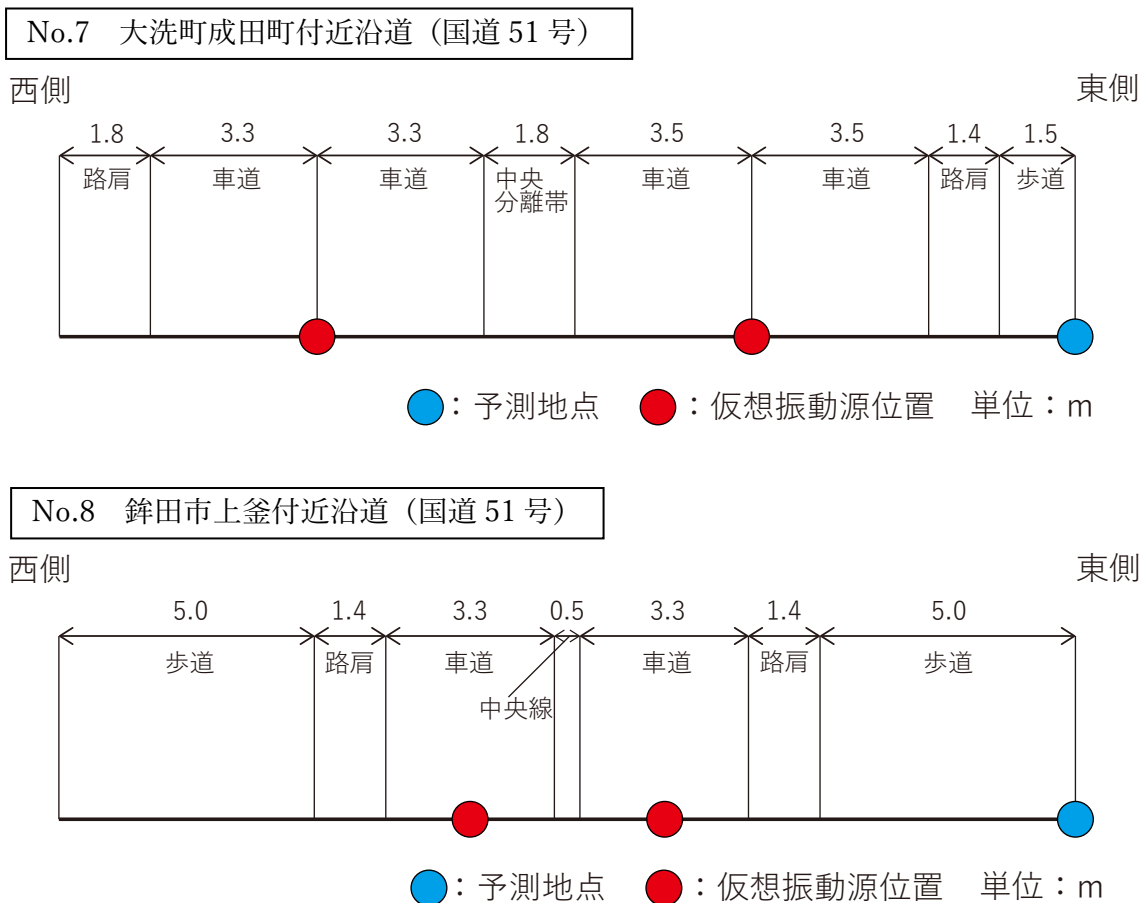 No.7　大洗町成田町付近沿道（国道 51 号）
西側
東側
1.8 3.3 3.3 1.8 3.5 3.5 1.4 1.5
路肩 車道 車道 中央 車道 車道 路肩 歩道
分離帯
：予測地点 ：仮想振動源位置 単位：m
No.8　鉾田市上釜付近沿道（国道 51 号）
西側
東側
5.0 1.4 3.3 0.5 3.3 1.4 5.0
歩道 路肩 車道 車道 路肩 歩道
中央線
：予測地点 ：仮想振動源位置 単位：m